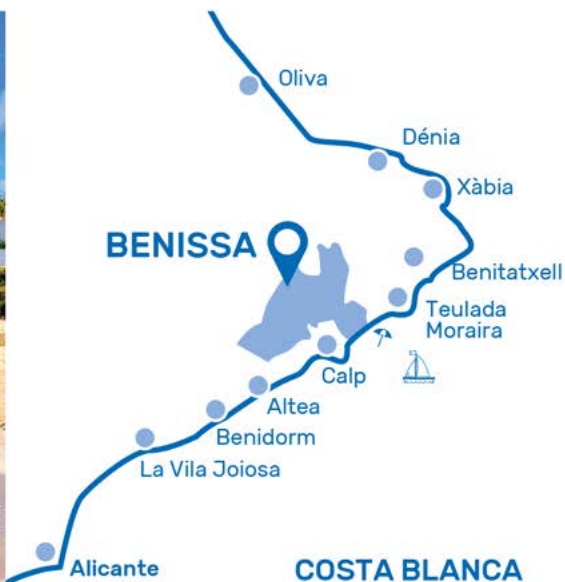 Oliva
Dénia
Xàbia
BENISSA
Benitatxell
Teulada
Moraira
Calp
Altea
Benidorm
La Vila Joiosa
Alicante
COSTA BLANCA